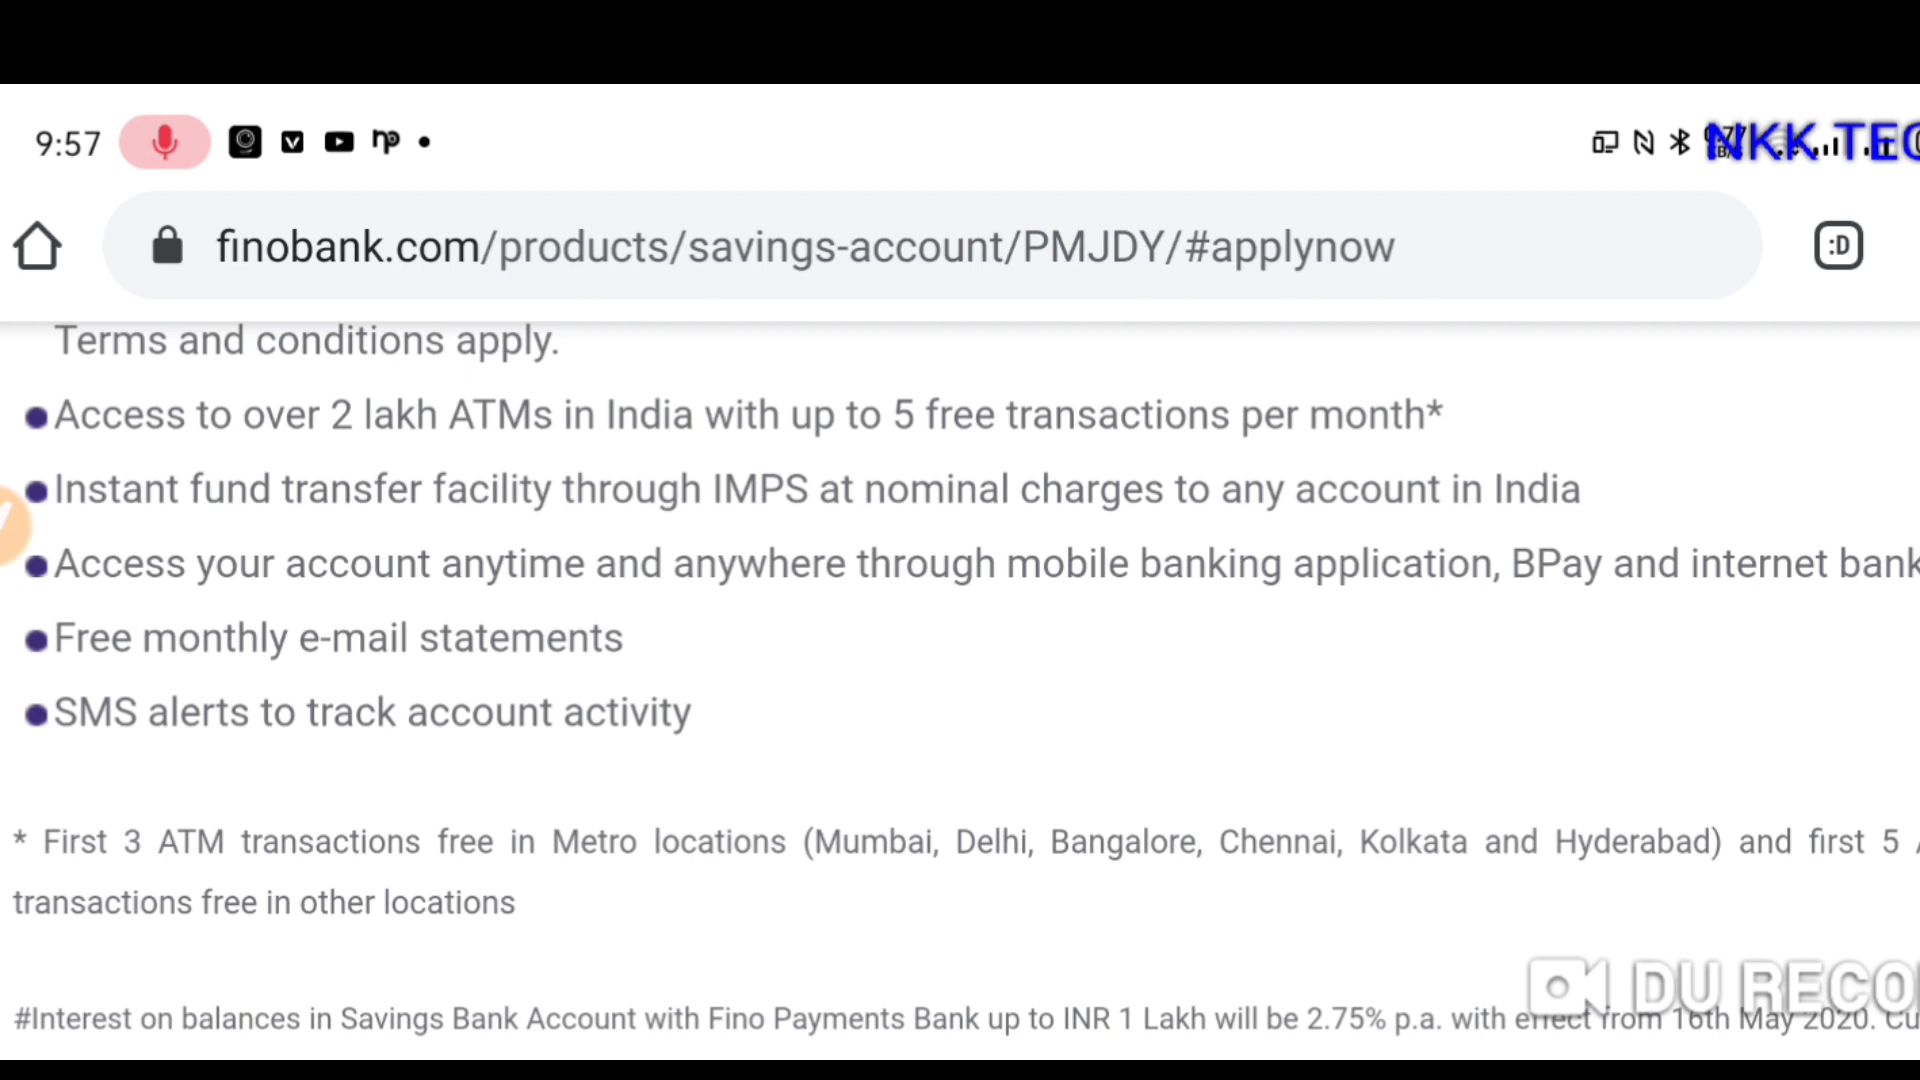 9:57
NKK TEC
finobank.com/products/savings-account/PMJDY/#applynow
:D
Terms and conditions apply.
Access to over 2 lakh ATMs in India with up to 5 free transactions per month*
Instant fund transfer facility through IMPS at nominal charges to any account in India
Access your account anytime and anywhere through mobile banking application, BPay and internet bank
Free monthly e-mail statements
SMS alerts to track account activity
* First 3 ATM transactions free in Metro locations (Mumbai, Delhi, Bangalore, Chennai, Kolkata and Hyderabad) and first 5
transactions free in other locations
DU RECO
#Interest on balances in Savings Bank Account with Fino Payments Bank up to INR 1 Lakh will be 2.75% p.a. with effect from 16th May 2020. Cu